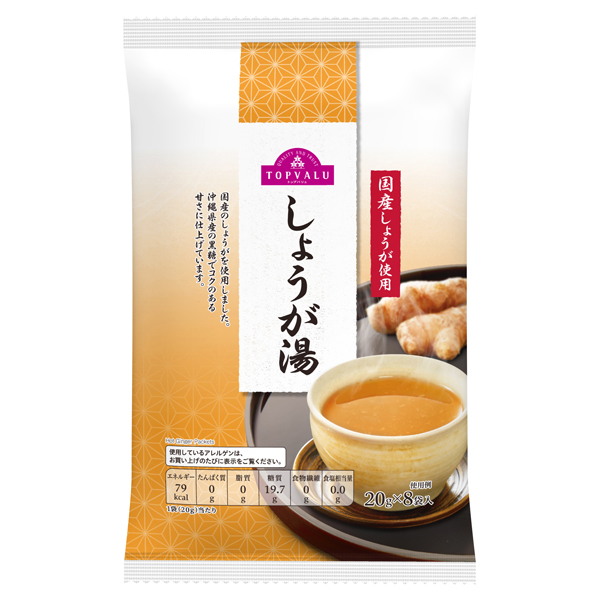 QUALITY AND TRUST
TOPVALU
トップバリュ
しょうが湯
国産しょうが使用
国産のしょうがを使用しました。
沖縄県産の黒糖でコクのある
甘さに仕上げています。
Hot Ginger Packets
使用しているアレルゲンは、
お買い上げのたびに表示をご覧ください。
エネルギー たんぱく質 脂質 糖質 食物繊維 食塩相当量
79 kcal 0 g 0 g 19.7 g 0 g 0.0 g
1袋(20g)当たり
使用例
20g×8袋入